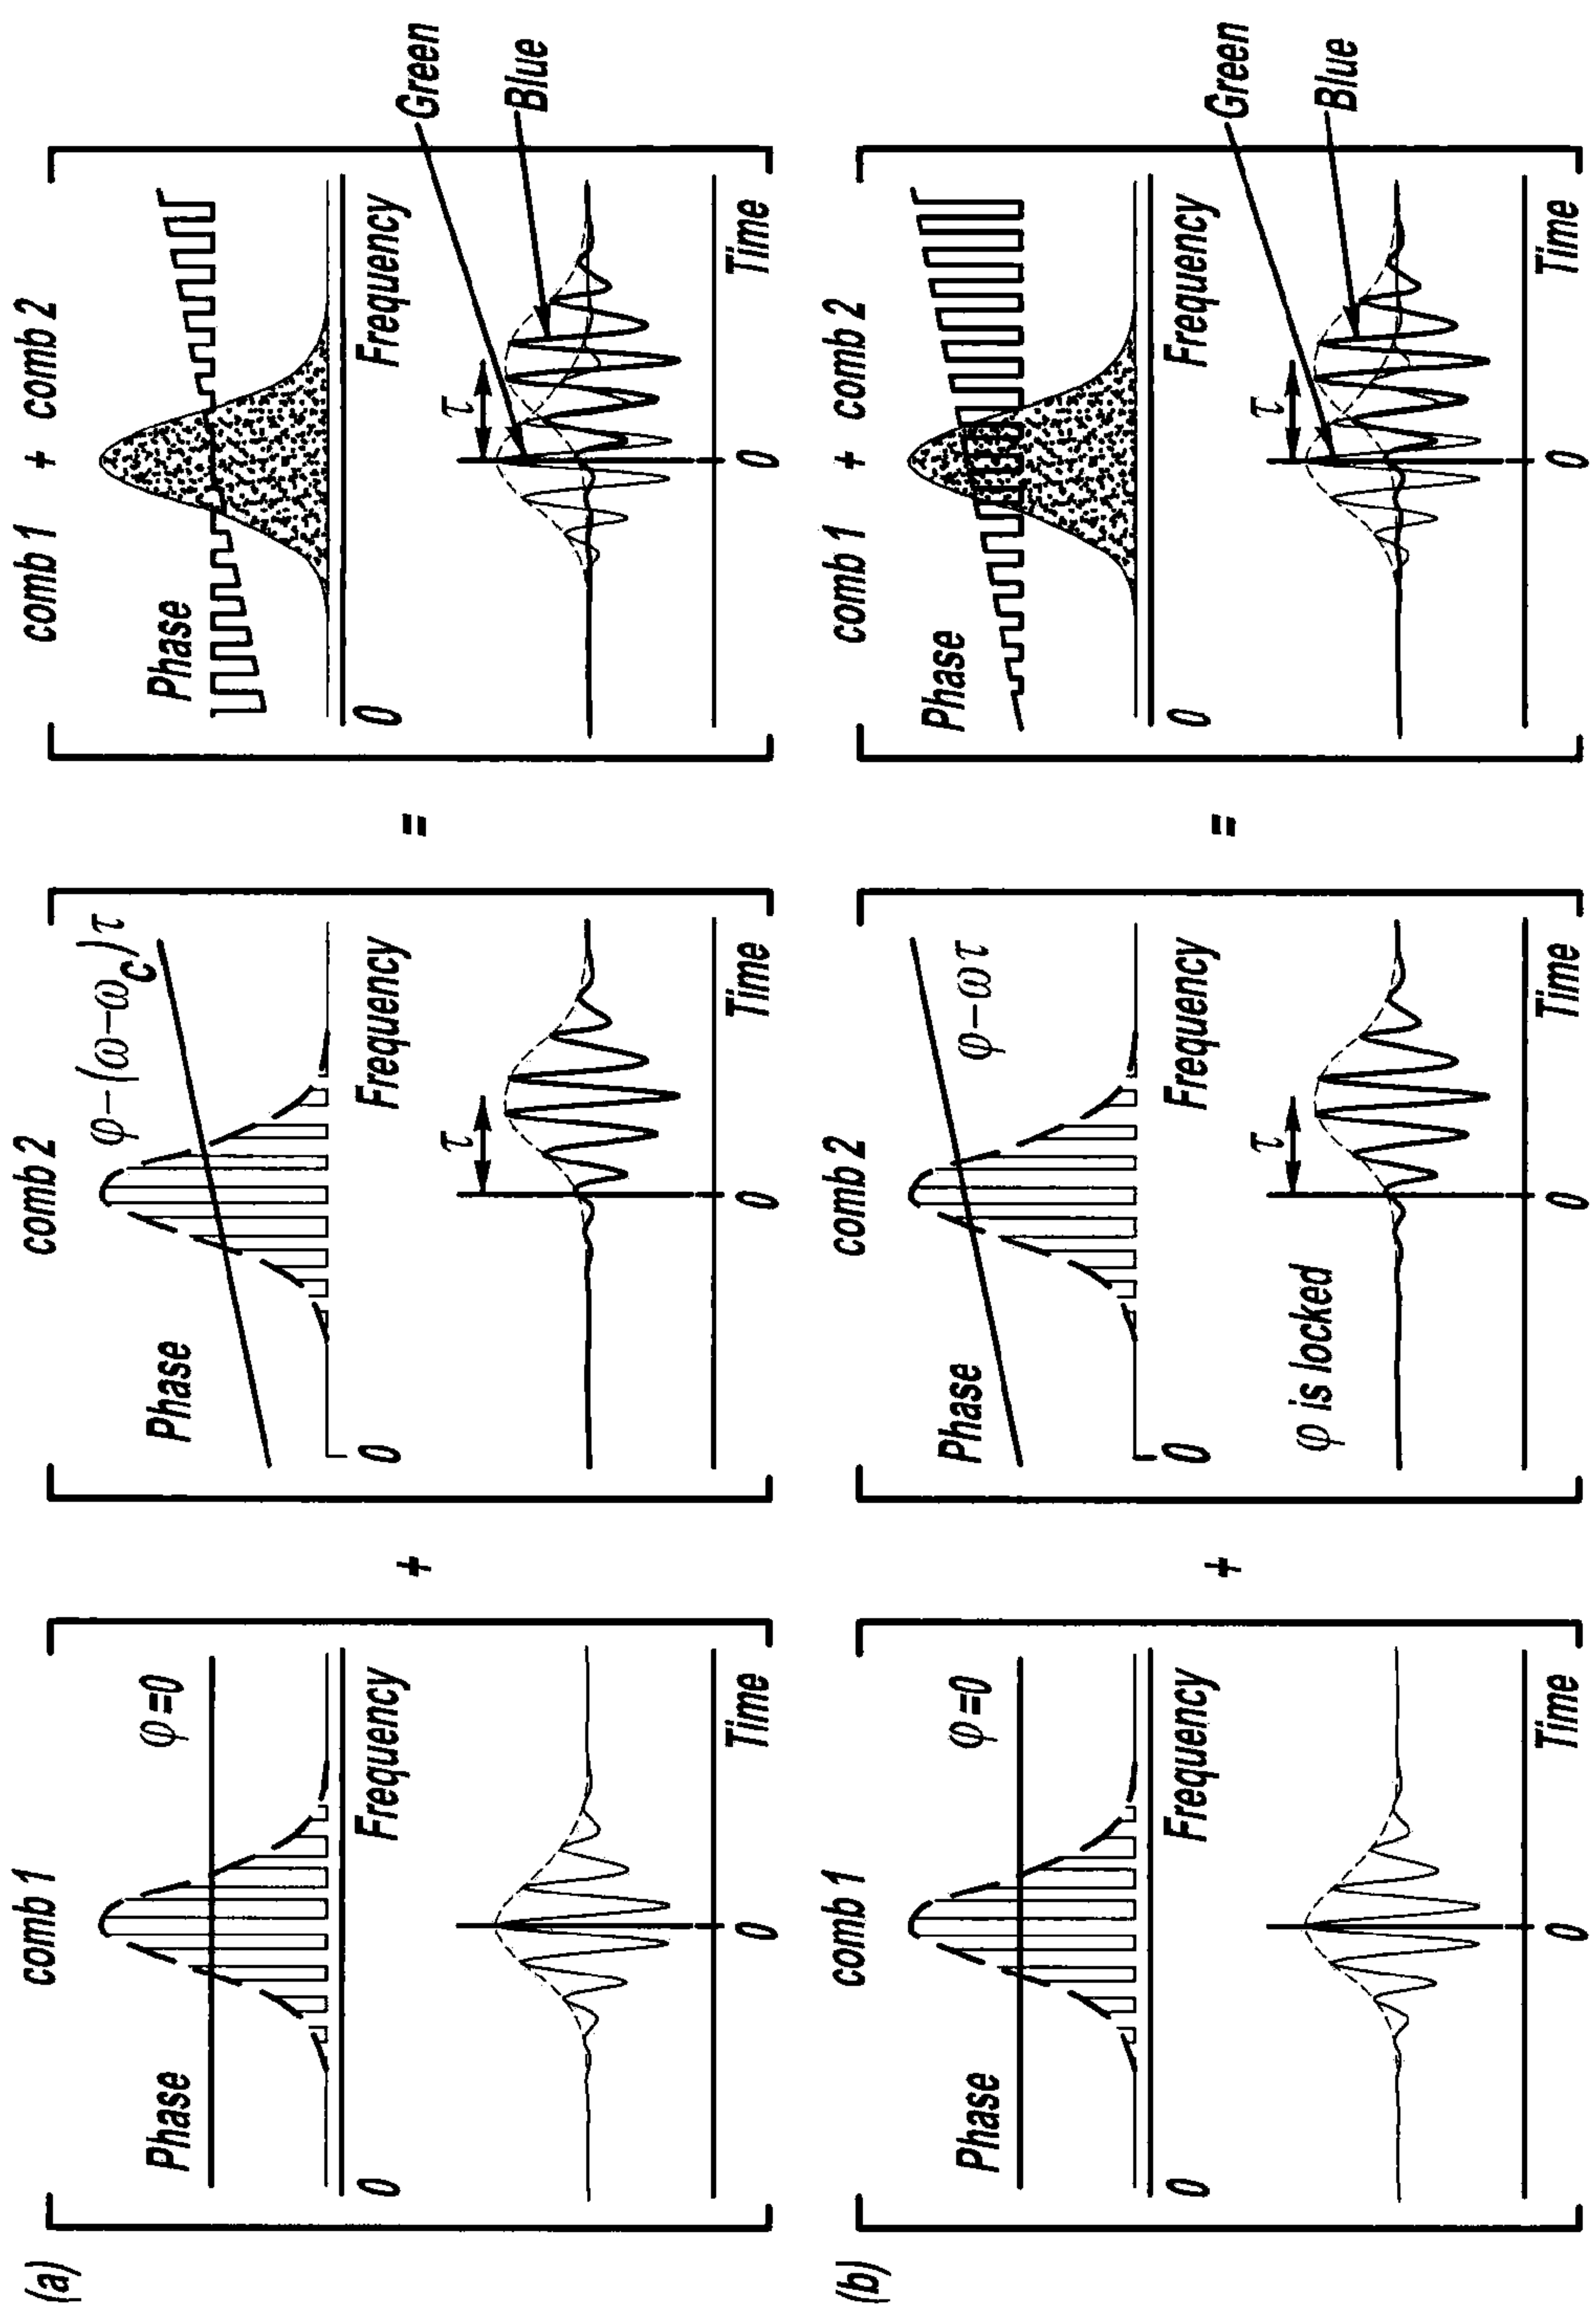 (a)
comb 1
Phase
φ=0
0
Frequency
0
Time
+
comb 2
Phase
φ-(ω-ωc)τ
0
Frequency
τ
0
Time
=
comb 1 + comb 2
Phase
0
Frequency
τ
Green
Blue
0
Time
(b)
comb 1
Phase
φ=0
0
Frequency
0
Time
+
comb 2
Phase
φ-ωτ
0
Frequency
τ
φ is locked
0
Time
=
comb 1 + comb 2
Phase
0
Frequency
τ
Green
Blue
0
Time